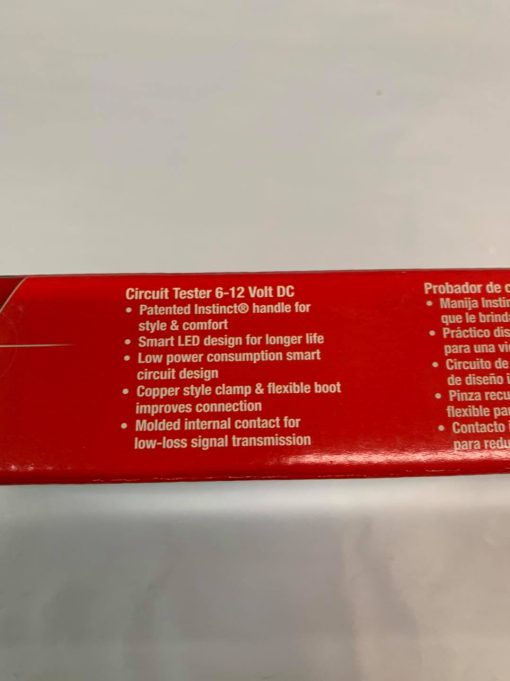 Circuit Tester 6-12 Volt DC
• Patented Instinct® handle for
style & comfort
• Smart LED design for longer life
• Low power consumption smart
circuit design
• Copper style clamp & flexible boot
improves connection
• Molded internal contact for
low-loss signal transmission
Probador de
• Manija
que le
• Práctico
para una
• Circuito de
de diseño
• Pinza
flexible
• Contacto
para